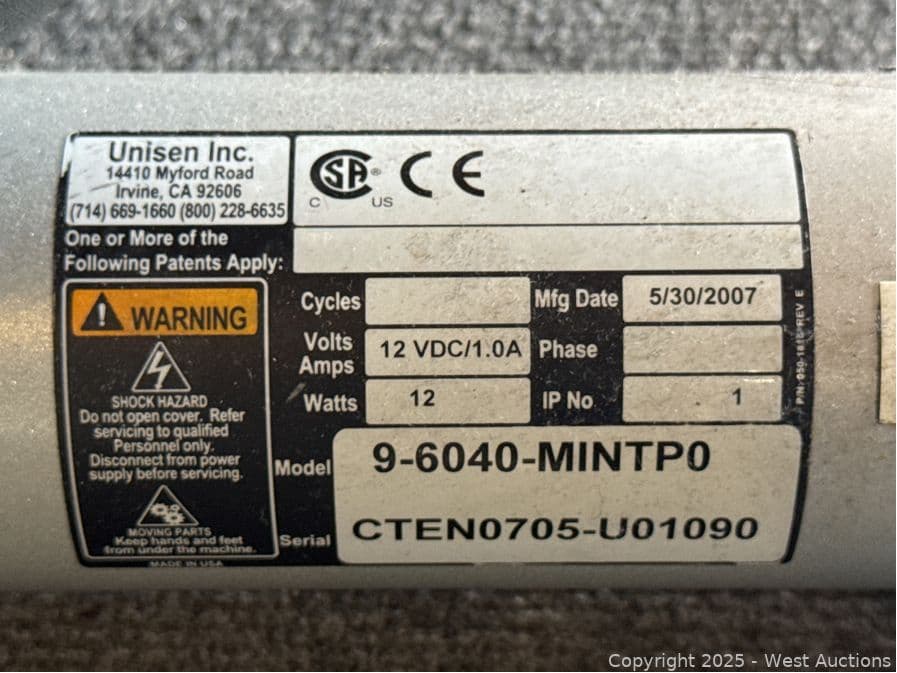 Unisen Inc.
14410 Myford Road
Irvine, CA 92606
(714) 669-1660 (800) 228-6635
CSA®
C US
CE
One or More of the
Following Patents Apply:
WARNING
SHOCK HAZARD
Do not open cover. Refer
servicing to qualified
Personnel only.
Disconnect from power
supply before servicing.
MOVING PARTS
Keep hands and feet
from under the machine.
MADE IN USA
Cycles
Mfg Date 5/30/2007
Volts
Amps 12 VDC/1.0A Phase
Watts 12 IP No 1
Model 9-6040-MINTP0
Serial CTEN0705-U01090
REV E
Copyright 2025 - West Auctions